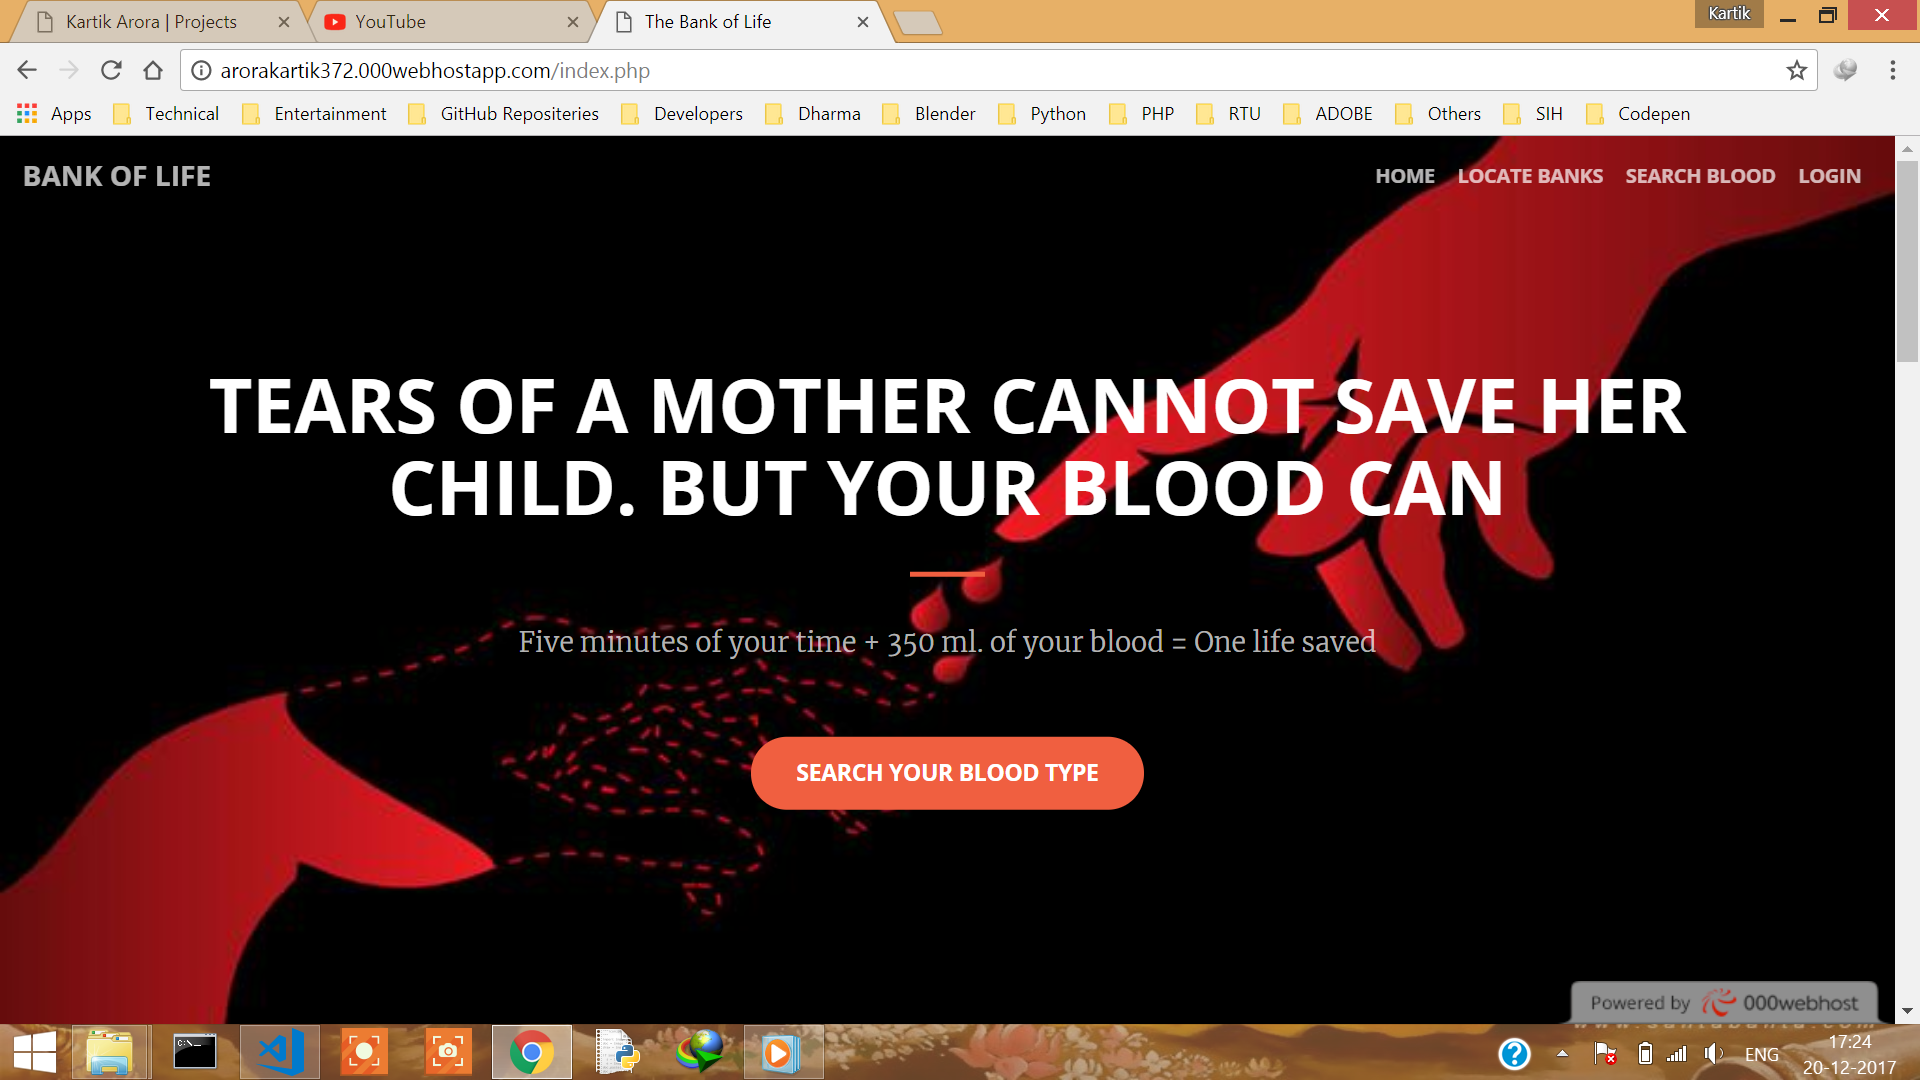 Kartik Arora | Projects
YouTube
The Bank of Life
Kartik
arorakartik372.000webhostapp.com/index.php
Apps Technical Entertainment GitHub Repositeries Developers Dharma Blender Python PHP RTU ADOBE Others SIH Codepen
BANK OF LIFE
HOME LOCATE BANKS SEARCH BLOOD LOGIN
TEARS OF A MOTHER CANNOT SAVE HER
CHILD. BUT YOUR BLOOD CAN
Five minutes of your time + 350 ml. of your blood = One life saved
SEARCH YOUR BLOOD TYPE
Powered by 000webhost
www.santabanta.com
C:\_
ENG
17:24
20-12-2017